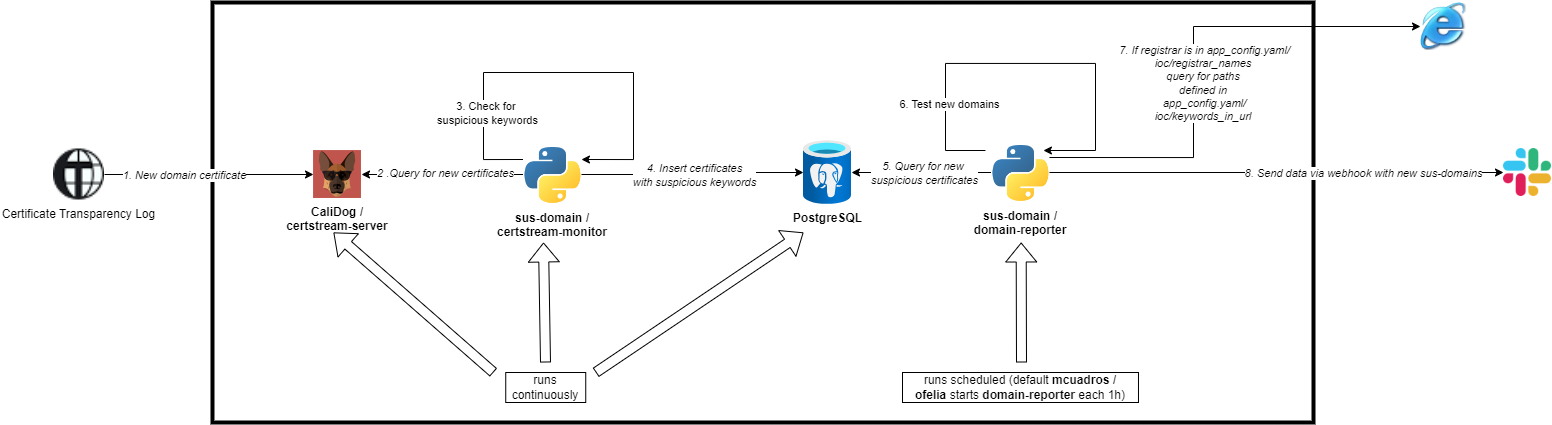 7. If registrar is in app_config.yaml/
ioc/registrar_names
query for paths
defined in
app_config.yaml/
ioc/keywords_in_url
3. Check for
suspicious keywords
6. Test new domains
1. New domain certificate
2 .Query for new certificates
4. Insert certificates
with suspicious keywords
5. Query for new
suspicious certificates
8. Send data via webhook with new sus-domains
Certificate Transparency Log
CaliDog /
certstream-server
sus-domain /
certstream-monitor
PostgreSQL
sus-domain /
domain-reporter
runs
continuously
runs scheduled (default mcuadros /
ofelia starts domain-reporter each 1h)